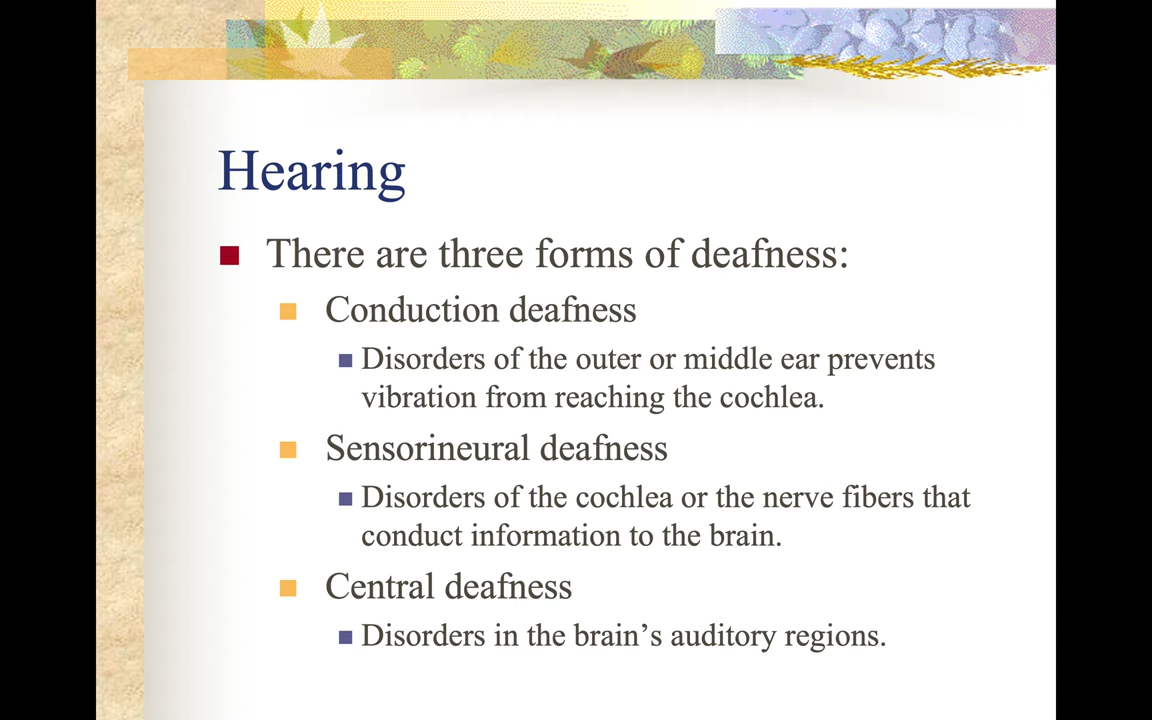 Hearing
There are three forms of deafness:
Conduction deafness
Disorders of the outer or middle ear prevents
vibration from reaching the cochlea.
Sensorineural deafness
Disorders of the cochlea or the nerve fibers that
conduct information to the brain.
Central deafness
Disorders in the brain’s auditory regions.